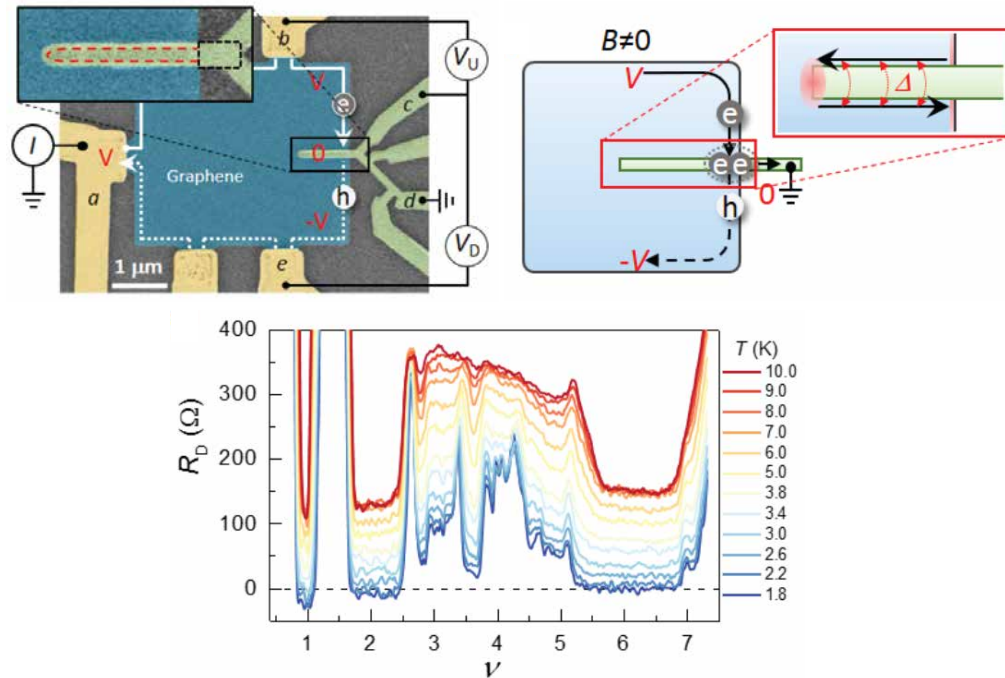 b
V
V_U
c
e
I
V
0
Graphene
a
h
d
-V
V_D
1 μm
e
B≠0
V
e
e e
0
h
-V
Δ
400
300
200
100
0
R_D (Ω)
1 2 3 4 5 6 7
ν
T (K)
10.0
9.0
8.0
7.0
6.0
5.0
3.8
3.4
3.0
2.6
2.2
1.8